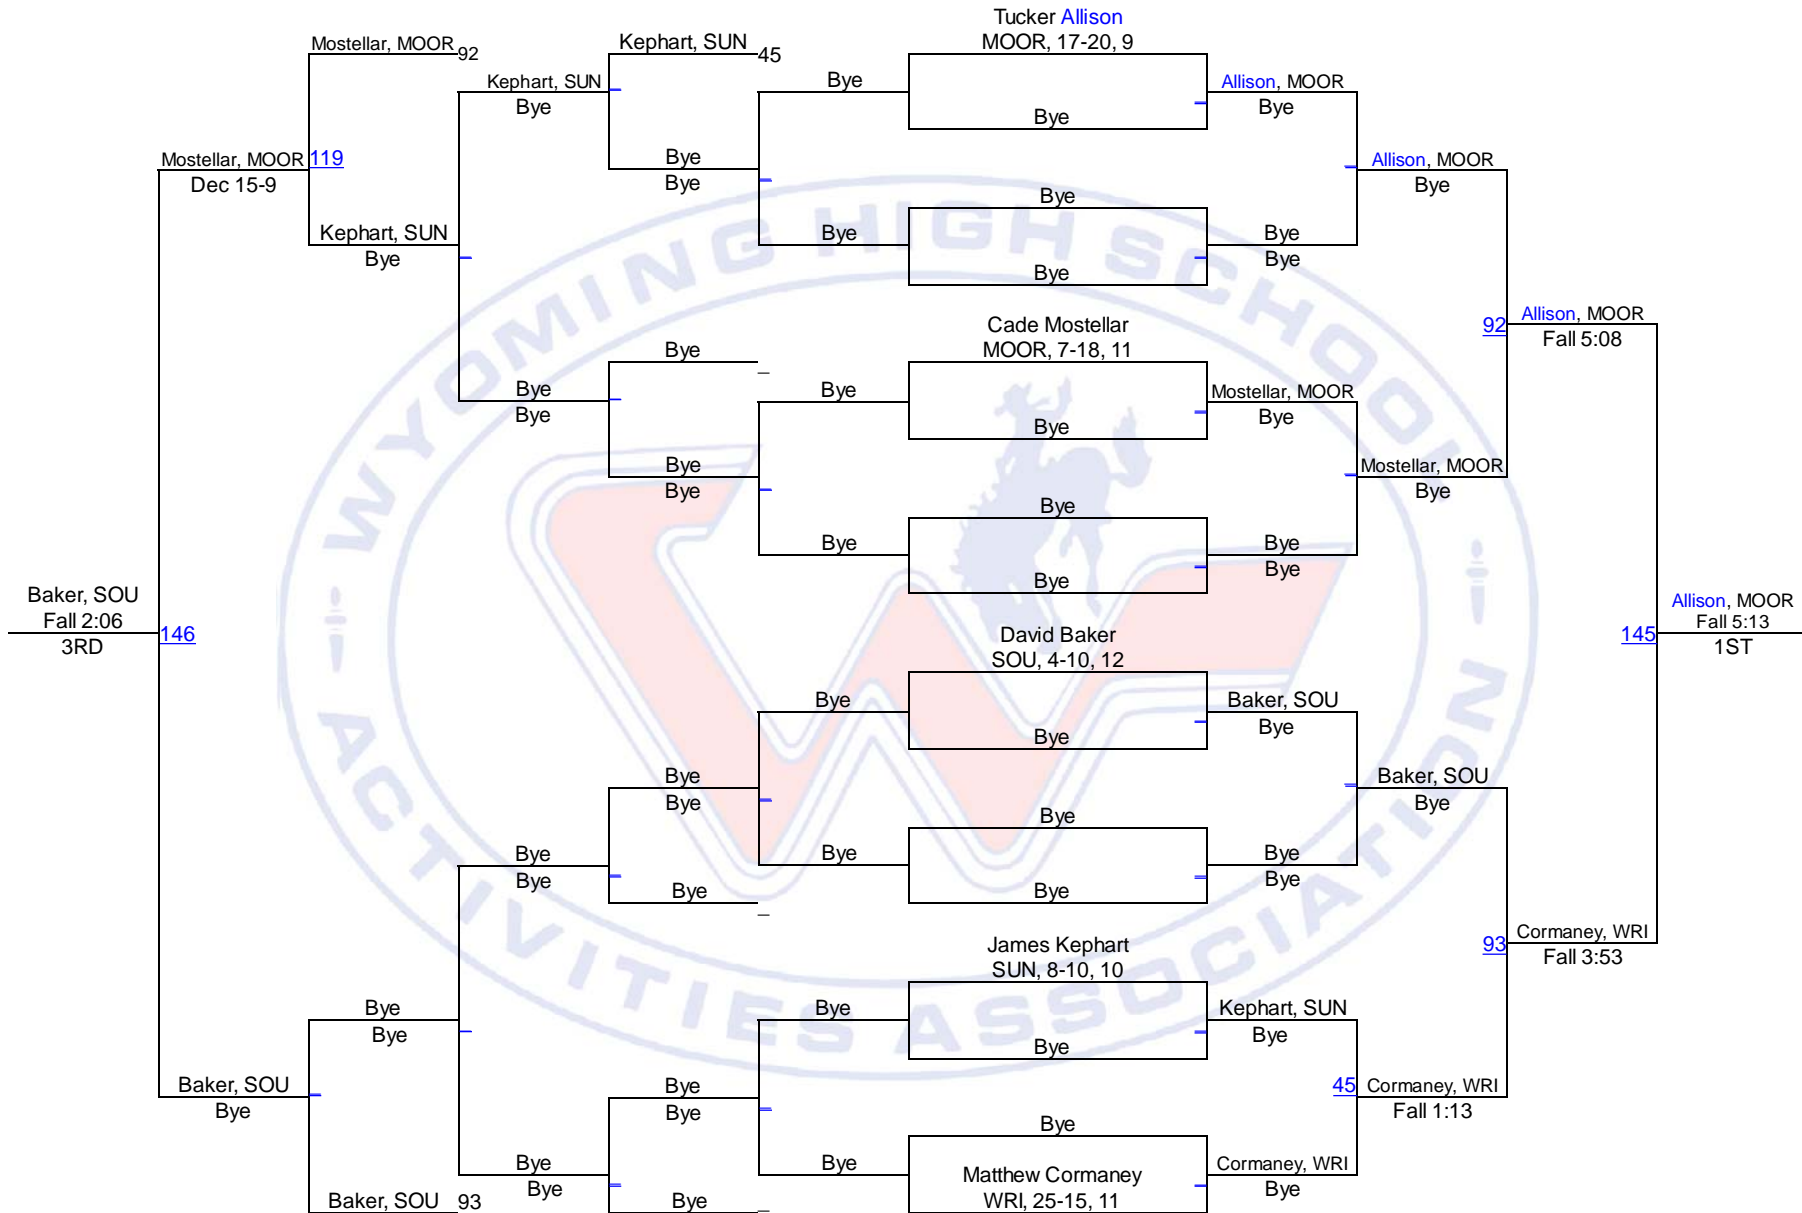 Tucker Allison
Mostellar, MOOR 92
Kephart, SUN 45
MOOR, 17-20, 9
Kephart, SUN
Bye
Bye
Allison, MOOR
Bye
Bye
Mostellar, MOOR 119
Dec 15-9
Bye
Bye
Allison, MOOR
Bye
Bye
Kephart, SUN
Bye
Bye
Bye
Bye
Bye
Cade Mostellar
MOOR, 7-18, 11
92
Allison, MOOR
Fall 5:08
Bye
Bye
Bye
Bye
Mostellar, MOOR
Bye
Bye
Bye
Bye
Mostellar, MOOR
Bye
Bye
Bye
Bye
Bye
Bye
Baker, SOU
Fall 2:06
3RD
146
David Baker
SOU, 4-10, 12
145
Allison, MOOR
Fall 5:13
1ST
Bye
Baker, SOU
Bye
Bye
Bye
Bye
Baker, SOU
Bye
Bye
Bye
Bye
Bye
Bye
Bye
Bye
Bye
James Kephart
SUN, 8-10, 10
93
Cormaney, WRI
Fall 3:53
Bye
Bye
Bye
Kephart, SUN
Bye
Bye
Baker, SOU
Bye
Bye
Bye
45
Cormaney, WRI
Fall 1:13
Bye
Bye
Bye
Bye
Matthew Cormaney
WRI, 25-15, 11
Cormaney, WRI
Bye
Baker, SOU 93
Bye
WYOMING HIGH SCHOOL
ACTIVITIES ASSOCIATION